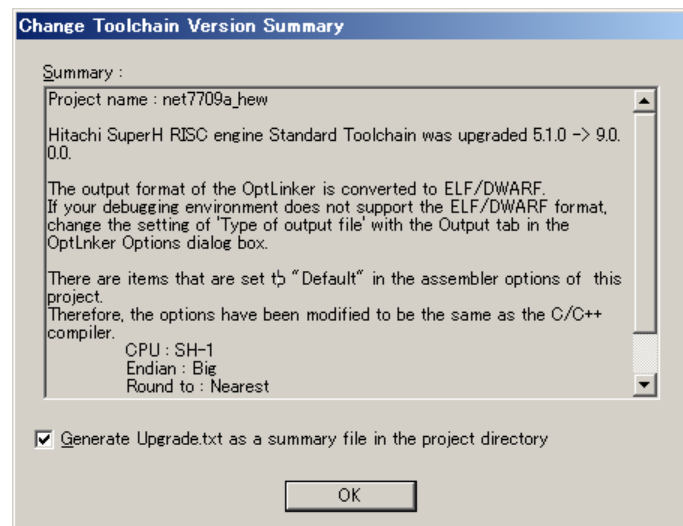 Change Toolchain Version Summary
Summary :
Project name : net7709a_hew
Hitachi SuperH RISC engine Standard Toolchain was upgraded 5.1.0 -> 9.0.
0.0.
The output format of the OptLinker is converted to ELF/DWARF.
If your debugging environment does not support the ELF/DWARF format,
change the setting of 'Type of output file' with the Output tab in the
OptLnker Options dialog box.
There are items that are set "Default" in the assembler options of this
project.
Therefore, the options have been modified to be the same as the C/C++
compiler.
CPU : SH-1
Endian : Big
Round to : Nearest
Generate Upgrade.txt as a summary file in the project directory
OK